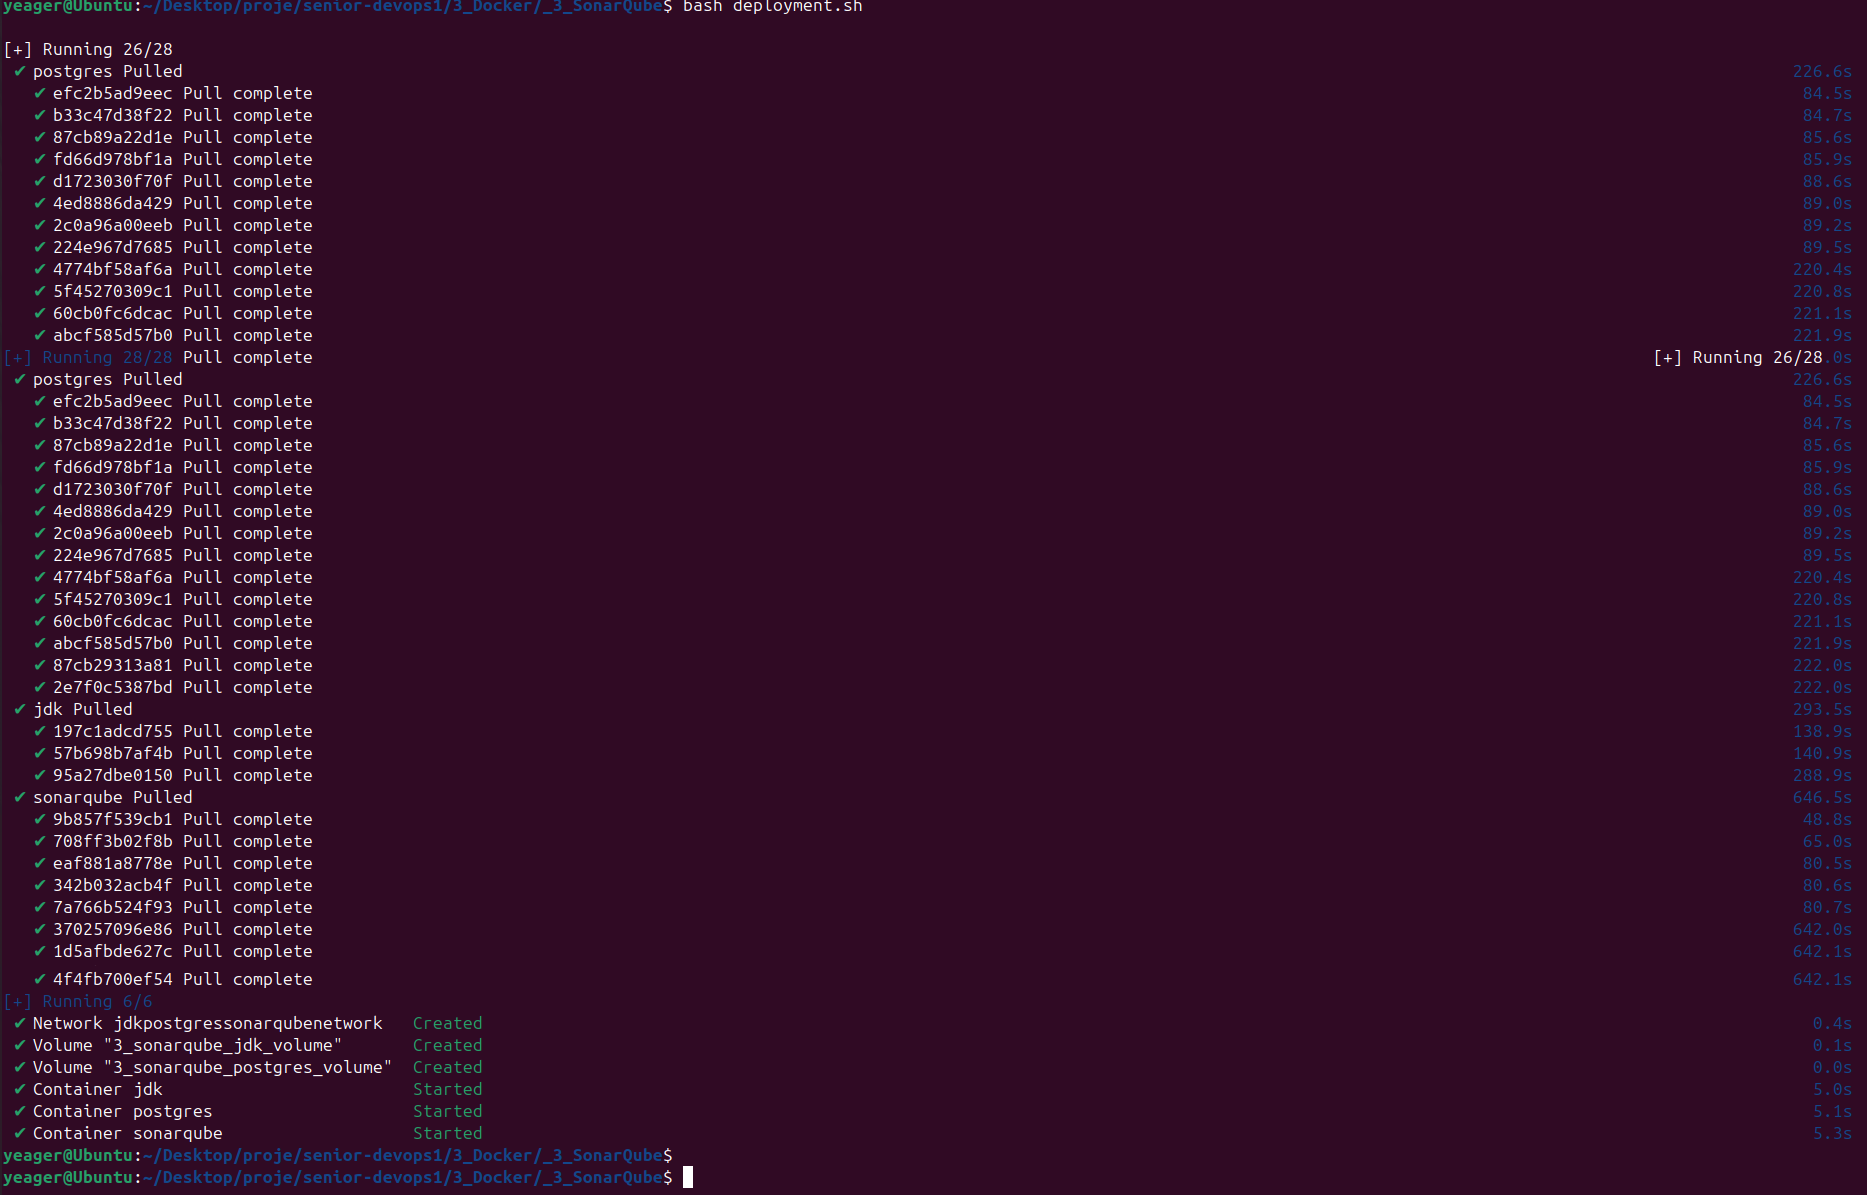 yeager@Ubuntu:~/Desktop/proje/senior-devops1/3_Docker/_3_SonarQube$ bash deployment.sh
[+] Running 26/28
✔ postgres Pulled 226.6s
✔ efc2b5ad9eec Pull complete 84.5s
✔ b33c47d38f22 Pull complete 84.7s
✔ 87cb89a22d1e Pull complete 85.6s
✔ fd66d978bf1a Pull complete 85.9s
✔ d1723030f70f Pull complete 88.6s
✔ 4ed8886da429 Pull complete 89.0s
✔ 2c0a96a00eeb Pull complete 89.2s
✔ 224e967d7685 Pull complete 89.5s
✔ 4774bf58af6a Pull complete 220.4s
✔ 5f45270309c1 Pull complete 220.8s
✔ 60cb0fc6dcac Pull complete 221.1s
✔ abcf585d57b0 Pull complete 221.9s
[+] Running 28/28 Pull complete [+] Running 26/28.0s
✔ postgres Pulled 226.6s
✔ efc2b5ad9eec Pull complete 84.5s
✔ b33c47d38f22 Pull complete 84.7s
✔ 87cb89a22d1e Pull complete 85.6s
✔ fd66d978bf1a Pull complete 85.9s
✔ d1723030f70f Pull complete 88.6s
✔ 4ed8886da429 Pull complete 89.0s
✔ 2c0a96a00eeb Pull complete 89.2s
✔ 224e967d7685 Pull complete 89.5s
✔ 4774bf58af6a Pull complete 220.4s
✔ 5f45270309c1 Pull complete 220.8s
✔ 60cb0fc6dcac Pull complete 221.1s
✔ abcf585d57b0 Pull complete 221.9s
✔ 87cb29313a81 Pull complete 222.0s
✔ 2e7f0c5387bd Pull complete 222.0s
✔ jdk Pulled 293.5s
✔ 197c1adcd755 Pull complete 138.9s
✔ 57b698b7af4b Pull complete 140.9s
✔ 95a27dbe0150 Pull complete 288.9s
✔ sonarqube Pulled 646.5s
✔ 9b857f539cb1 Pull complete 48.8s
✔ 708ff3b02f8b Pull complete 65.0s
✔ eaf881a8778e Pull complete 80.5s
✔ 342b032acb4f Pull complete 80.6s
✔ 7a766b524f93 Pull complete 80.7s
✔ 370257096e86 Pull complete 642.0s
✔ 1d5afbde627c Pull complete 642.1s
✔ 4f4fb700ef54 Pull complete 642.1s
[+] Running 6/6
✔ Network jdkpostgressonarqubenetwork Created 0.4s
✔ Volume "3_sonarqube_jdk_volume" Created 0.1s
✔ Volume "3_sonarqube_postgres_volume" Created 0.0s
✔ Container jdk Started 5.0s
✔ Container postgres Started 5.1s
✔ Container sonarqube Started 5.3s
yeager@Ubuntu:~/Desktop/proje/senior-devops1/3_Docker/_3_SonarQube$
yeager@Ubuntu:~/Desktop/proje/senior-devops1/3_Docker/_3_SonarQube$